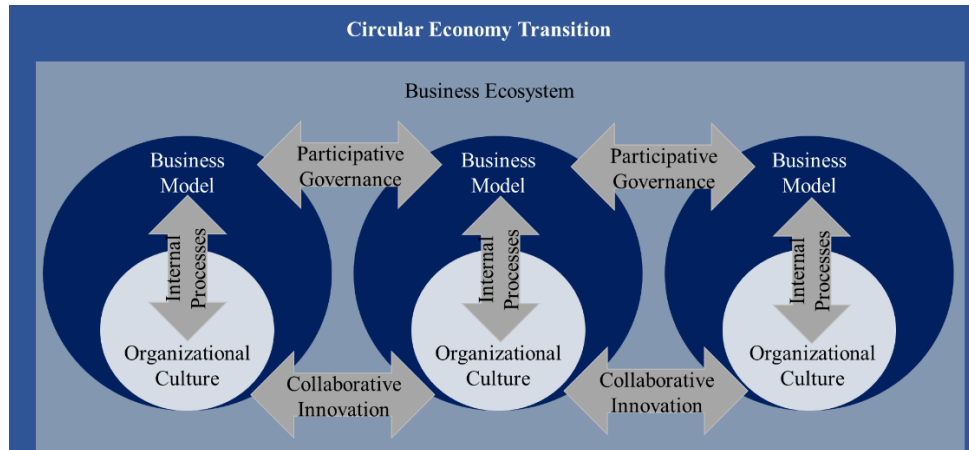 Circular Economy Transition
Business Ecosystem
Business
Model
Participative
Governance
Business
Model
Participative
Governance
Business
Model
Internal
Processes
Internal
Processes
Internal
Processes
Organizational
Culture
Collaborative
Innovation
Organizational
Culture
Collaborative
Innovation
Organizational
Culture